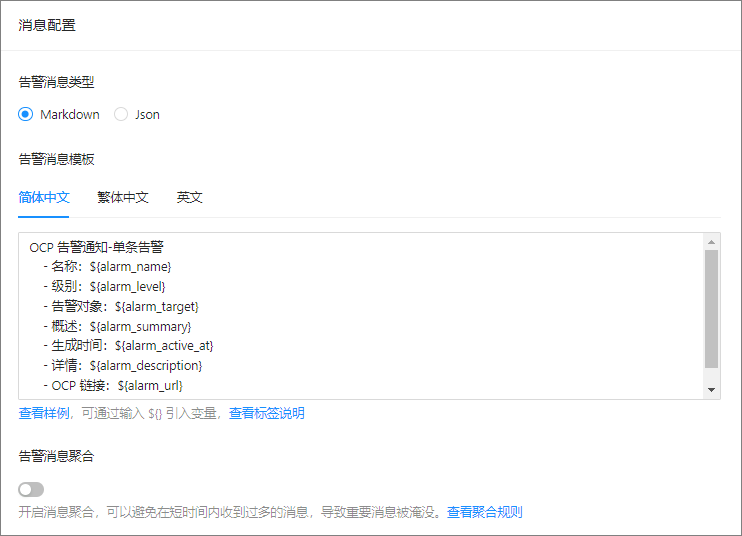 消息配置
告警消息类型
Markdown Json
告警消息模板
简体中文 繁体中文 英文
OCP 告警通知-单条告警
- 名称：${alarm_name}
- 级别：${alarm_level}
- 告警对象：${alarm_target}
- 概述：${alarm_summary}
- 生成时间：${alarm_active_at}
- 详情：${alarm_description}
- OCP 链接：${alarm_url}
查看样例，可通过输入 ${} 引入变量，查看标签说明
告警消息聚合
开启消息聚合，可以避免在短时间内收到过多的消息，导致重要消息被淹没。查看聚合规则